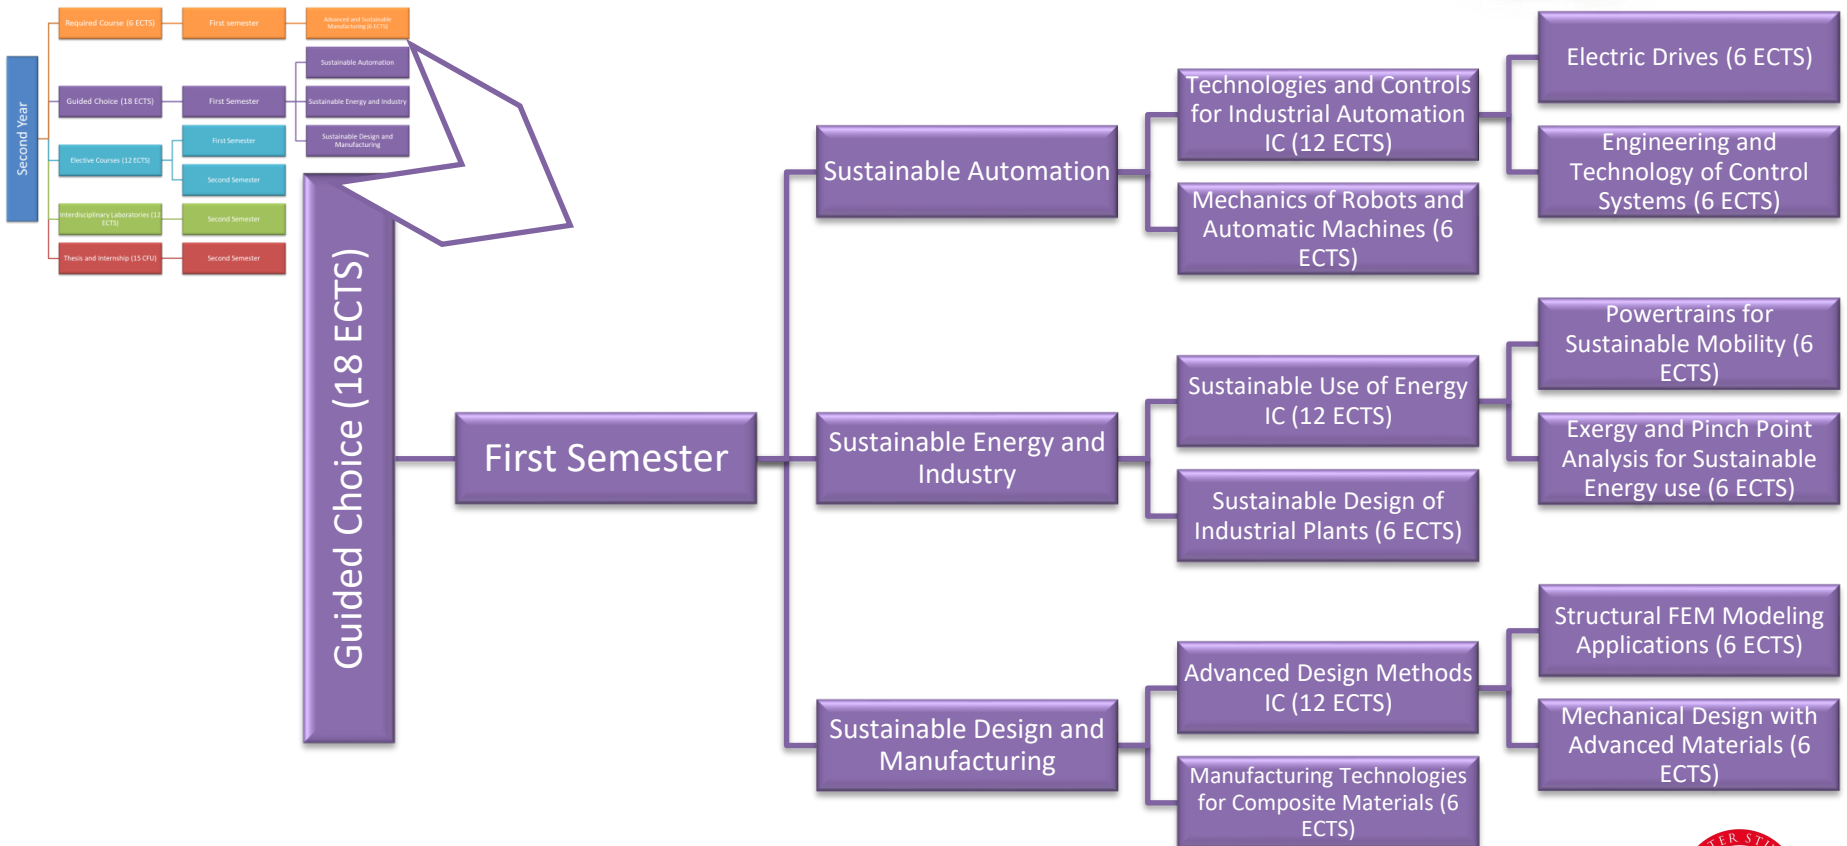 Second Year
Required Course (6 ECTS)
First semester
Advanced and Sustainable
Manufacturing (6 ECTS)
Guided Choice (18 ECTS)
First Semester
Sustainable Automation
Sustainable Energy and Industry
Sustainable Design and
Manufacturing
Elective Courses (12 ECTS)
First Semester
Second Semester
Interdisciplinary Laboratories (12
ECTS)
Second Semester
Thesis and Internship (15 CFU)
Second Semester
Guided Choice (18 ECTS)
First Semester
Sustainable Automation
Technologies and Controls
for Industrial Automation
IC (12 ECTS)
Electric Drives (6 ECTS)
Engineering and
Technology of Control
Systems (6 ECTS)
Mechanics of Robots and
Automatic Machines (6
ECTS)
Sustainable Energy and
Industry
Sustainable Use of Energy
IC (12 ECTS)
Powertrains for
Sustainable Mobility (6
ECTS)
Exergy and Pinch Point
Analysis for Sustainable
Energy use (6 ECTS)
Sustainable Design of
Industrial Plants (6 ECTS)
Sustainable Design and
Manufacturing
Advanced Design Methods
IC (12 ECTS)
Structural FEM Modeling
Applications (6 ECTS)
Mechanical Design with
Advanced Materials (6
ECTS)
Manufacturing Technologies
for Composite Materials (6
ECTS)